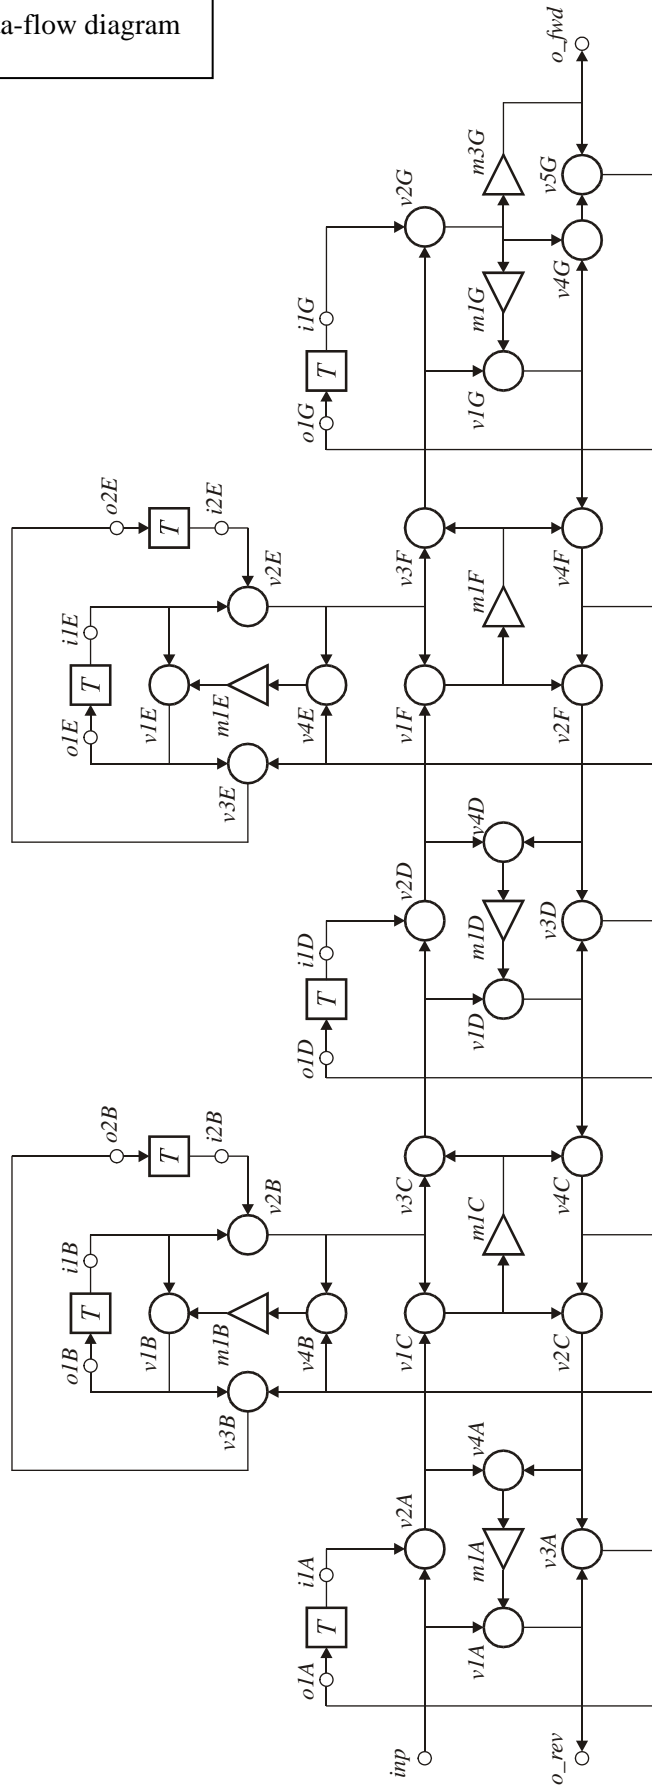 a-flow diagram
o_fwd
m3G
v5G
v2G
v4G
m1G
i1G
T
v1G
o1G
o2E
T
i2E
v3F
v4F
v2E
m1F
i1E
T
v1E
m1E
v4E
v1F
v2F
o1E
v3E
v4D
v2D
v3D
m1D
i1D
T
v1D
o1D
o2B
T
i2B
v3C
v4C
v2B
m1C
i1B
T
v1B
m1B
v4B
v1C
v2C
o1B
v3B
v4A
v2A
v3A
m1A
i1A
T
v1A
o1A
inp
o_rev